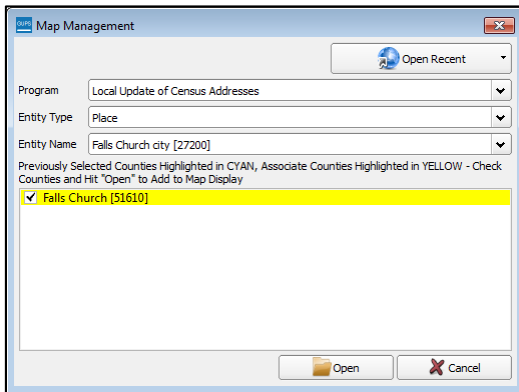 GUPS Map Management
Open Recent
Program Local Update of Census Addresses
Entity Type Place
Entity Name Falls Church city [27200]
Previously Selected Counties Highlighted in CYAN, Associate Counties Highlighted in YELLOW - Check
Counties and Hit "Open" to Add to Map Display
Falls Church [51610]
Open Cancel